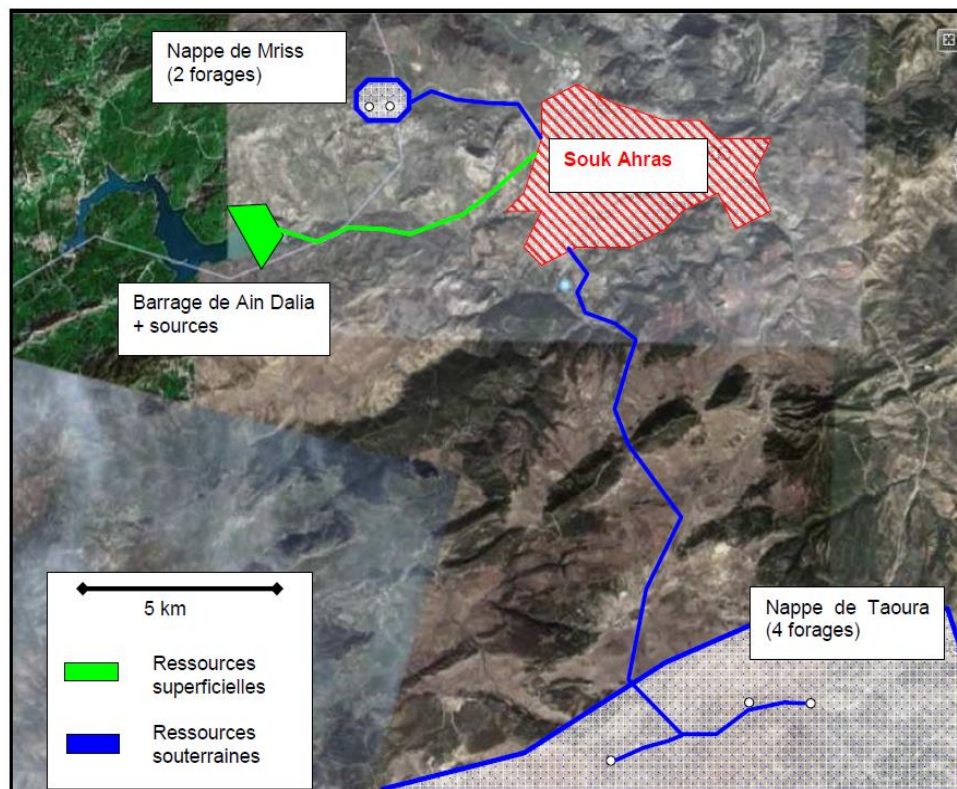 Nappe de Mriss
(2 forages)
Souk Ahras
Barrage de Ain Dalia
+ sources
Nappe de Taoura
(4 forages)
5 km
Ressources
superficielles
Ressources
souterraines